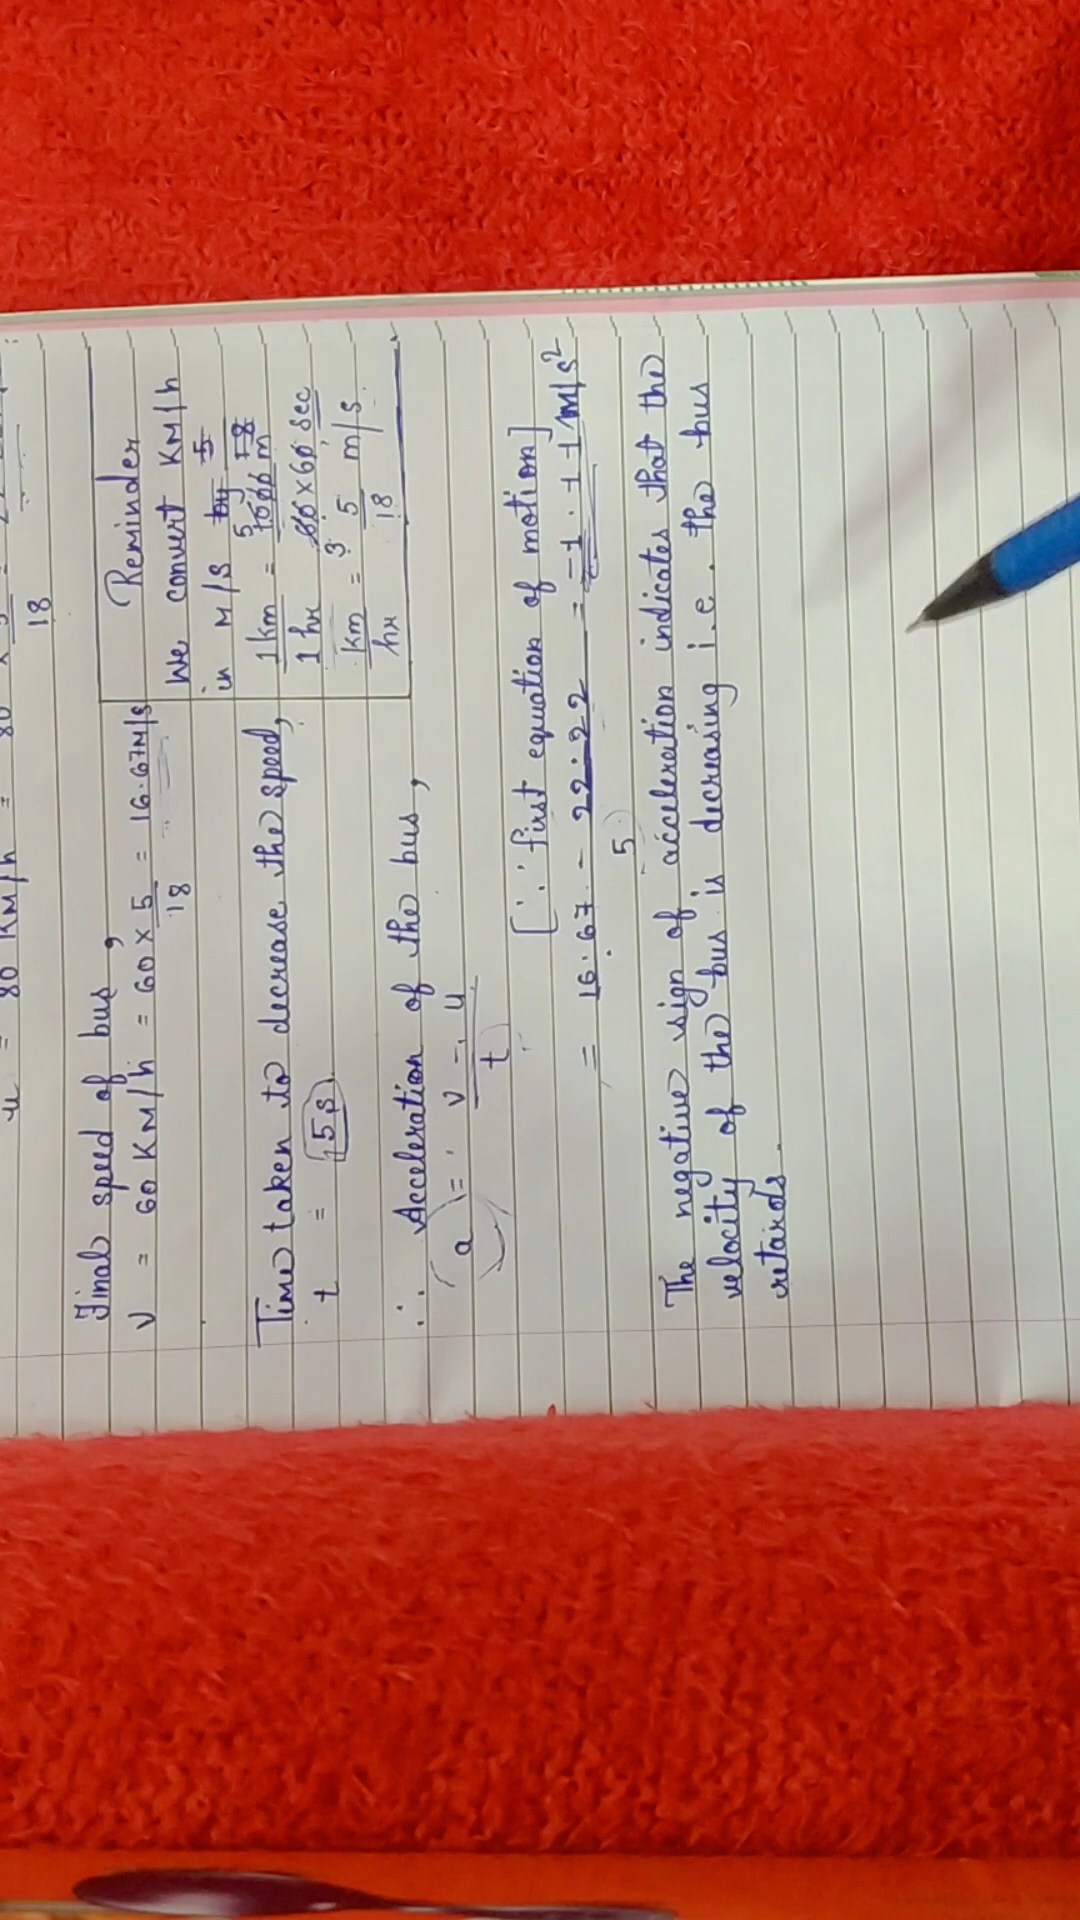 u = 80 KM/h = 80 × 5
18
Final speed of bus,
v = 60 KM/h = 60 × 5/18 = 16.67 M/s
Reminder
We convert KM/h
in M/S by 5/18
1 km / 1 hr = 5 1000 m / 60 × 60 sec
km / hr = 3 5/18 m/s
Time taken to decrease the speed,
t = 5s
∴ Acceleration of the bus,
a = v - u / t
[∵ first equation of motion]
= 16.67 - 22.22 / 5 = -1.11 m/s²
The negative sign of acceleration indicates that the
velocity of the bus is decreasing i.e. the bus
retards.